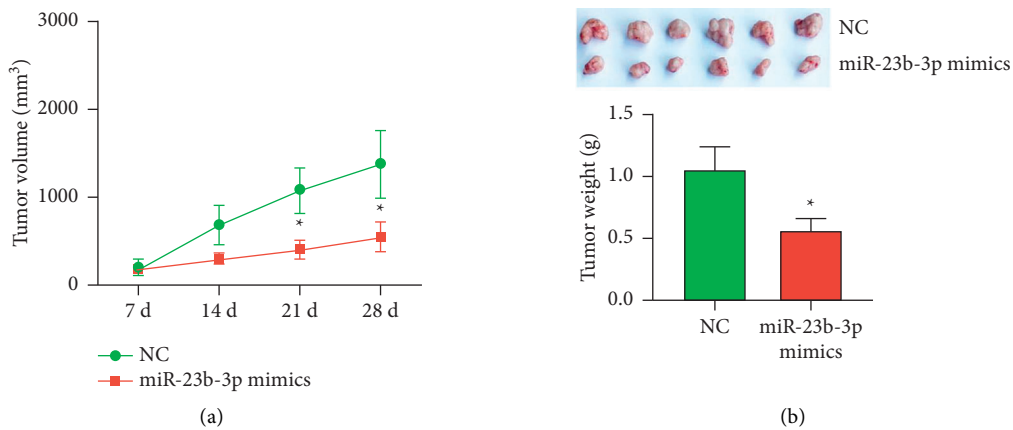 3000
2000
1000
0
Tumor volume (mm³)
7 d 14 d 21 d 28 d
*
*
NC
miR-23b-3p mimics
(a)
NC
miR-23b-3p mimics
1.5
1.0
0.5
0.0
Tumor weight (g)
*
NC
miR-23b-3p
mimics
(b)